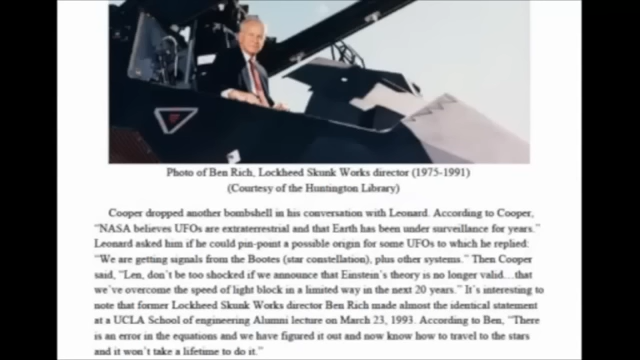 Photo of Ben Rich, Lockheed Skunk Works director (1975-1991)
(Courtesy of the Huntington Library)
Cooper dropped another bombshell in his conversation with Leonard. According to Cooper,
“NASA believes UFOs are extraterrestrial and that Earth has been under surveillance for years.”
Leonard asked him if he could pin-point a possible origin for some UFOs to which he replied:
“We are getting signals from the Bootes (star constellation), plus other systems.” Then Cooper
said, “Len, don’t be too shocked if we announce that Einstein’s theory is no longer valid…that
we’ve overcome the speed of light block in a limited way in the next 20 years.” It’s interesting to
note that former Lockheed Skunk Works director Ben Rich made almost the identical statement
at a UCLA School of engineering Alumni lecture on March 23, 1993. According to Ben, “There
is an error in the equations and we have figured it out and now know how to travel to the stars
and it won’t take a lifetime to do it.”